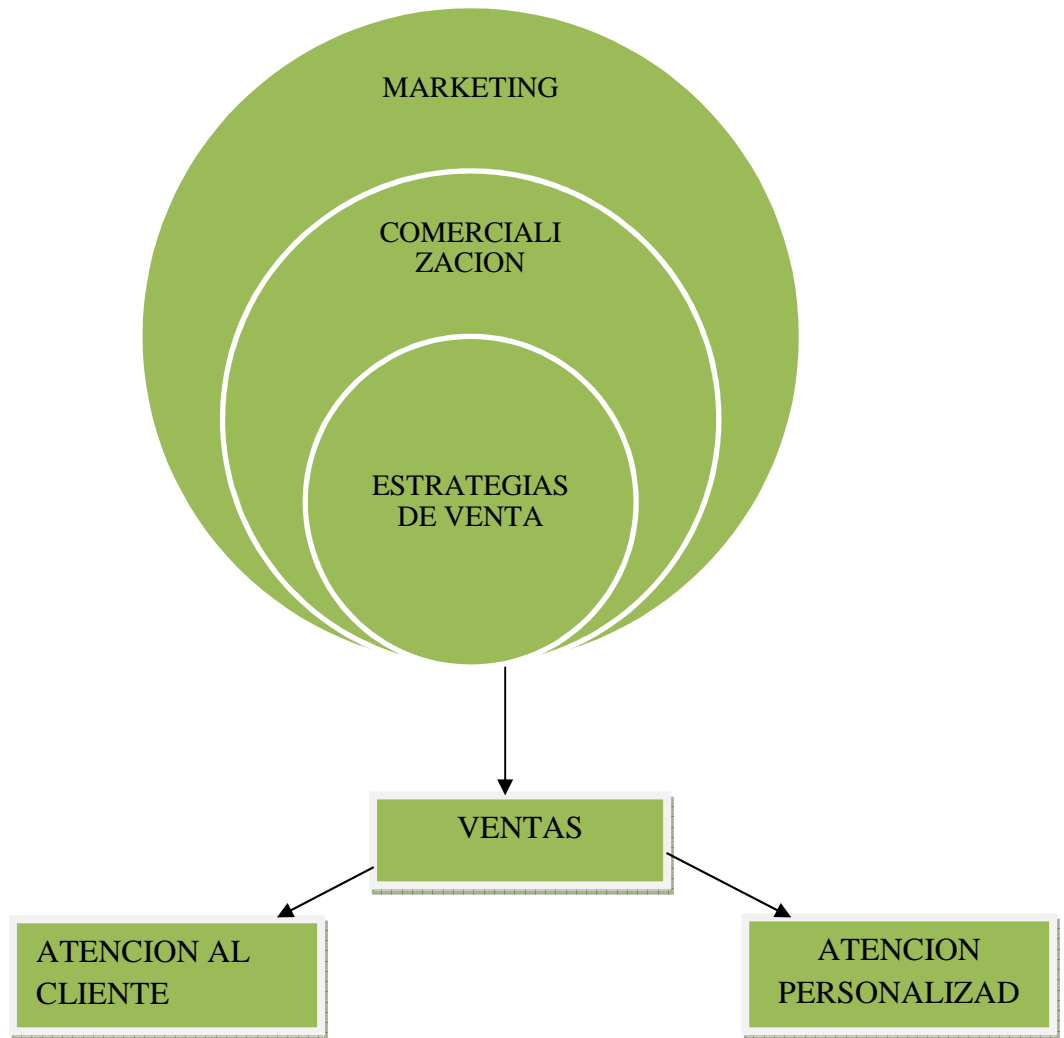 MARKETING
COMERCIALI
ZACION
ESTRATEGIAS
DE VENTA
VENTAS
ATENCION AL
CLIENTE
ATENCION
PERSONALIZAD